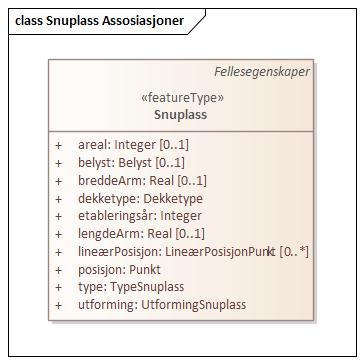 class Snuplass Assosiasjoner
Fellesegenskaper
«featureType»
Snuplass
+ areal: Integer [0..1]
+ belyst: Belyst [0..1]
+ breddeArm: Real [0..1]
+ dekketype: Dekketype
+ etableringsår: Integer
+ lengdeArm: Real [0..1]
+ lineærPosisjon: LineærPosisjonPunkt [0..*]
+ posisjon: Punkt
+ type: TypeSnuplass
+ utforming: UtformingSnuplass